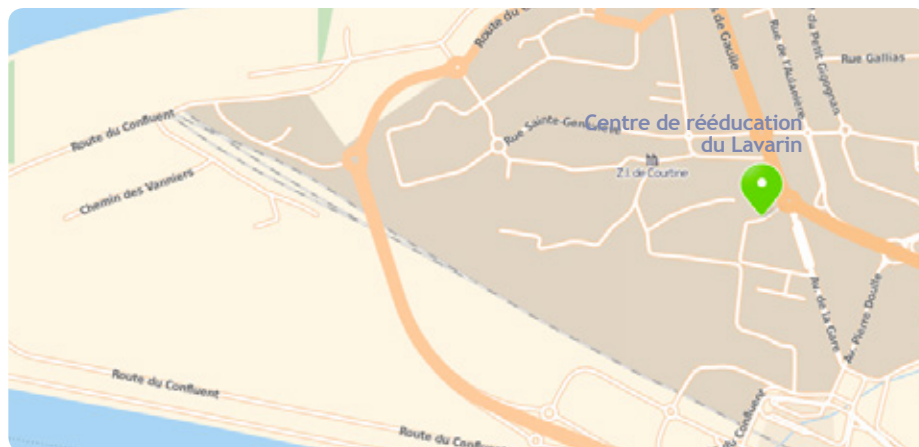 Route du C
s de Gaulle
Rue de l'Aulanière
du Petit Gigognan
Rue Gallias
Route du Confluent
Rue Sainte-Geneviève
Centre de rééducation
du Lavarin
Z.I. de Courtine
Chemin des Vanniers
Av. de la Gare
Av. Pierre Doulle
Route du Confluent
du Confluent
Route du Confluent